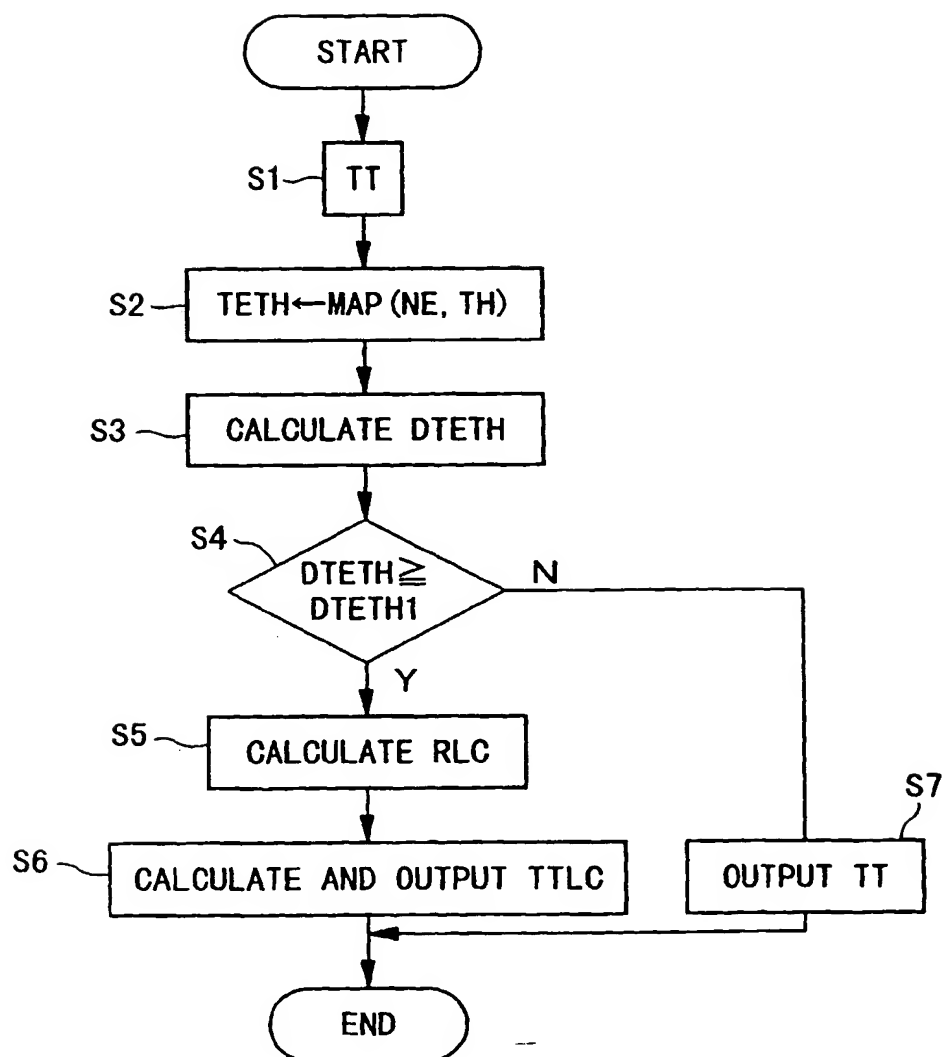 START
S1
TT
S2
TETH←MAP(NE, TH)
S3
CALCULATE DTETH
S4
DTETH≧
DTETH1
N
Y
S5
CALCULATE RLC
S6
CALCULATE AND OUTPUT TTLC
S7
OUTPUT TT
END